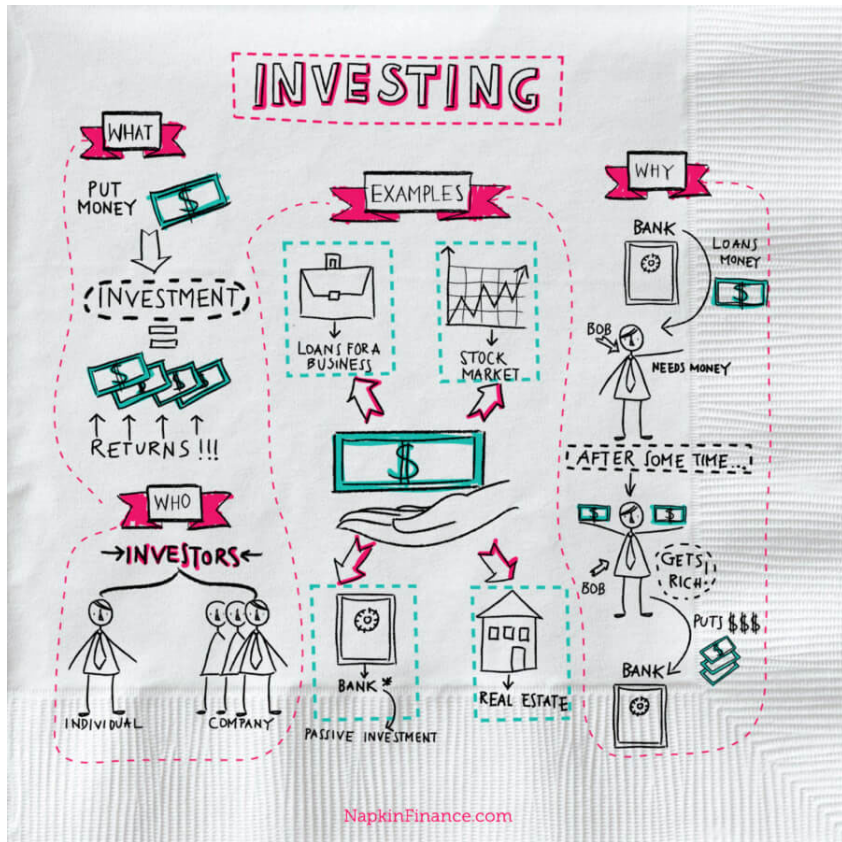 INVESTING
WHAT
PUT
MONEY
$
INVESTMENT
=
$ $ $ $
RETURNS !!!
WHO
INVESTORS
INDIVIDUAL
COMPANY
EXAMPLES
LOANS FOR A
BUSINESS
STOCK
MARKET
$
BANK *
PASSIVE INVESTMENT
REAL ESTATE
WHY
BANK
LOANS
MONEY
$
BOB
NEEDS MONEY
AFTER SOME TIME...
$ $
BOB
GETS
RICH
PUTS $$$
$
BANK
NapkinFinance.com